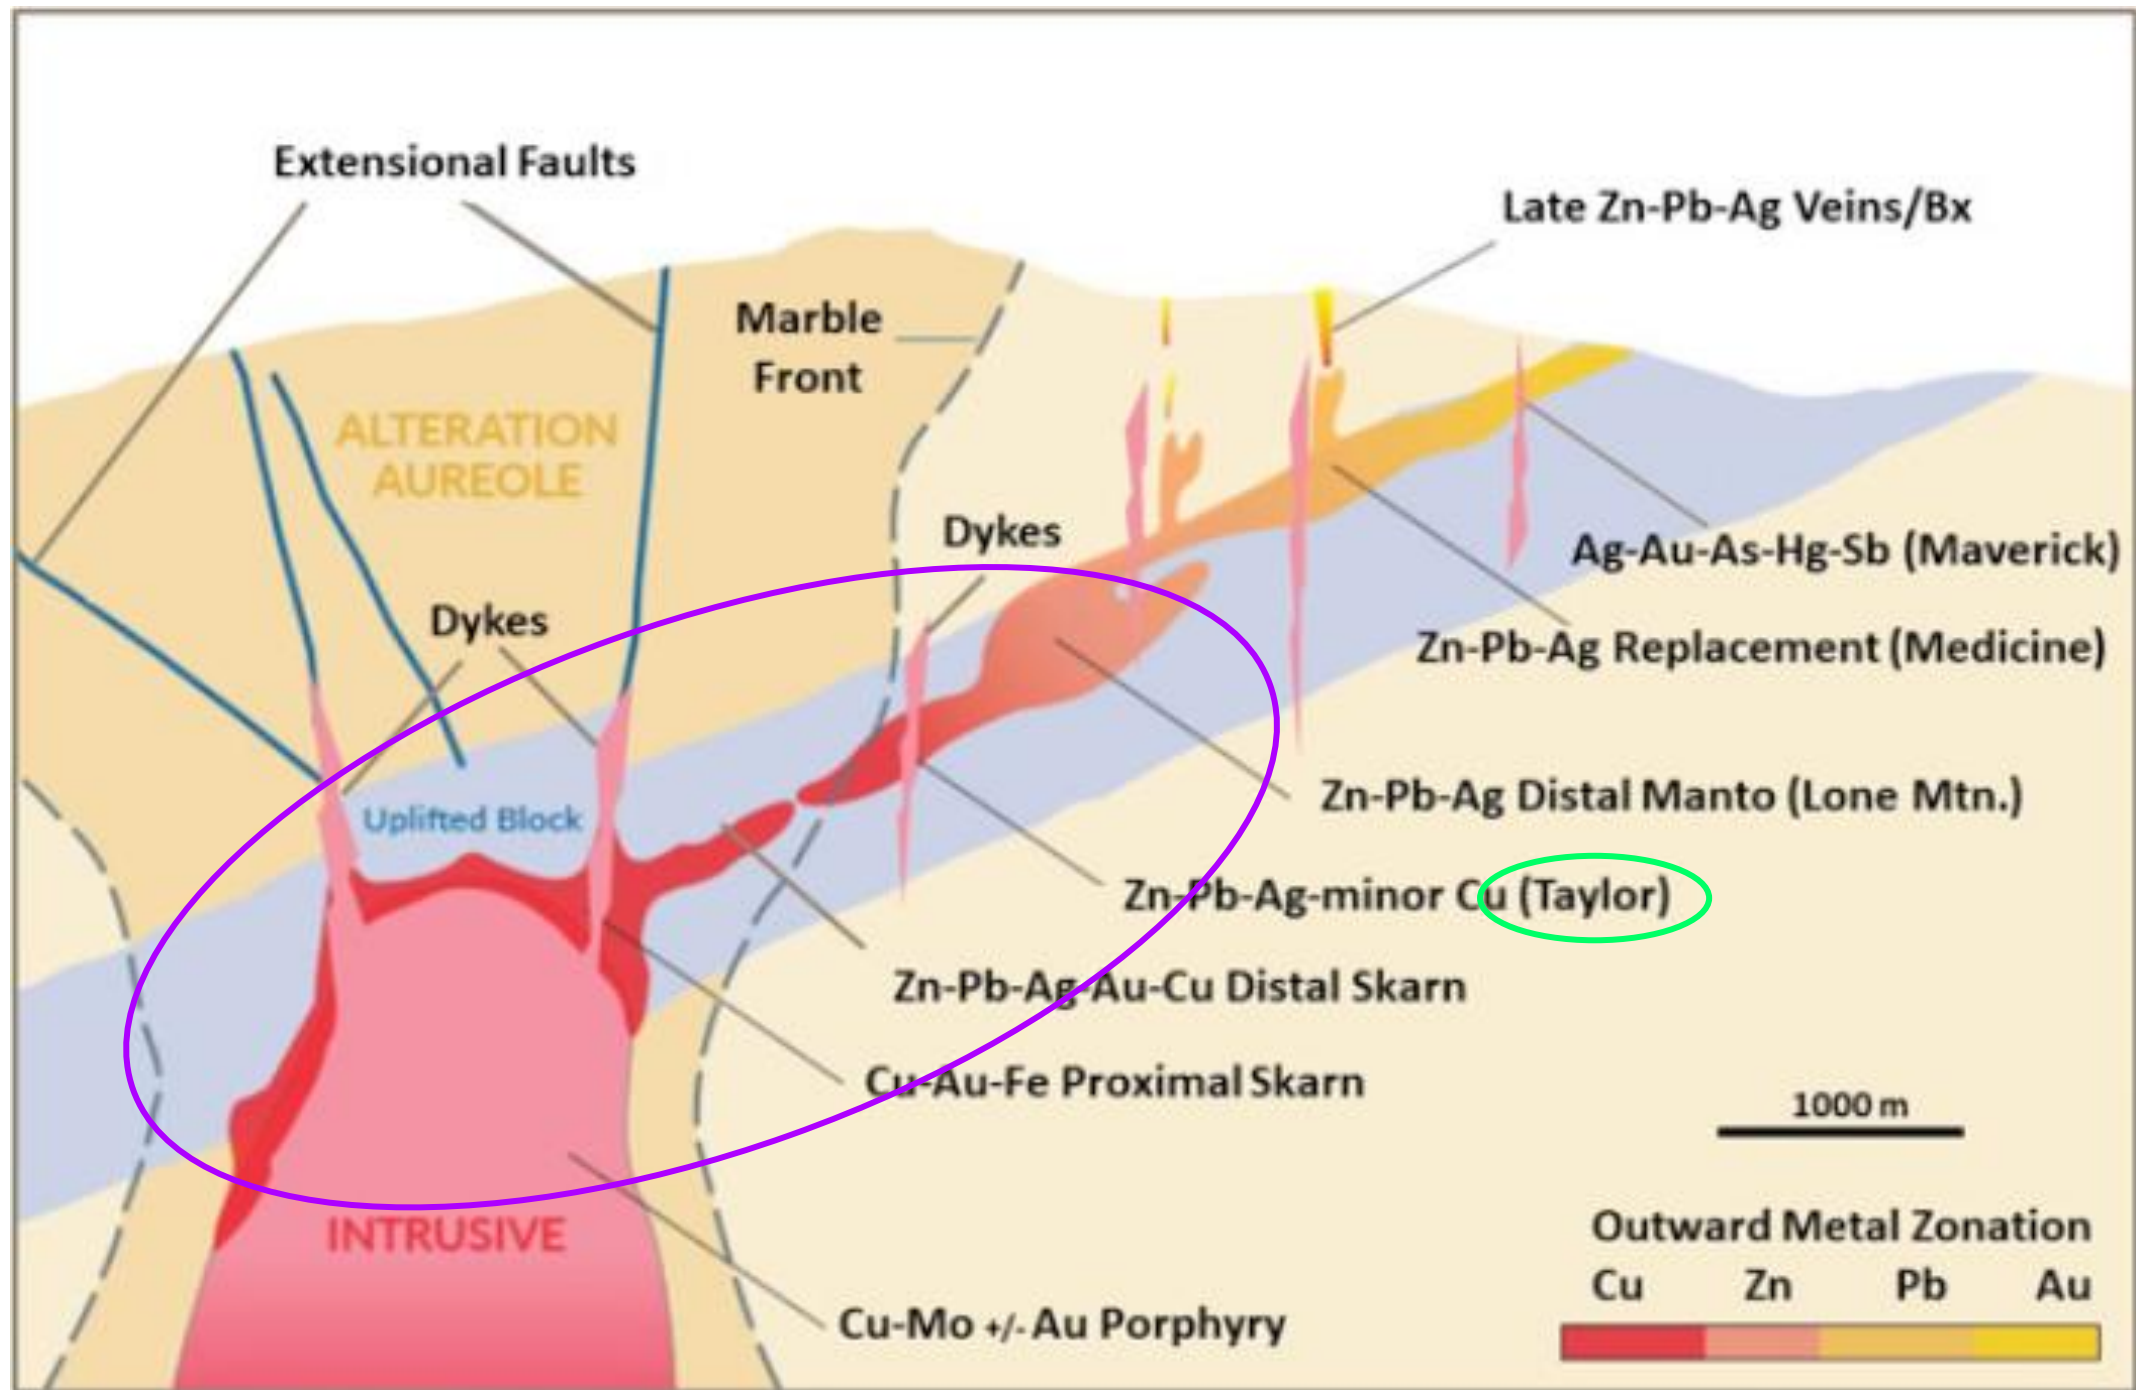 Extensional Faults
Late Zn-Pb-Ag Veins/Bx
Marble
Front
ALTERATION
AUREOLE
Dykes
Dykes
Ag-Au-As-Hg-Sb (Maverick)
Zn-Pb-Ag Replacement (Medicine)
Uplifted Block
Zn-Pb-Ag Distal Manto (Lone Mtn.)
Zn-Pb-Ag-minor Cu (Taylor)
Zn-Pb-Ag-Au-Cu Distal Skarn
Cu-Au-Fe Proximal Skarn
1000 m
INTRUSIVE
Outward Metal Zonation
Cu Zn Pb Au
Cu-Mo +/- Au Porphyry